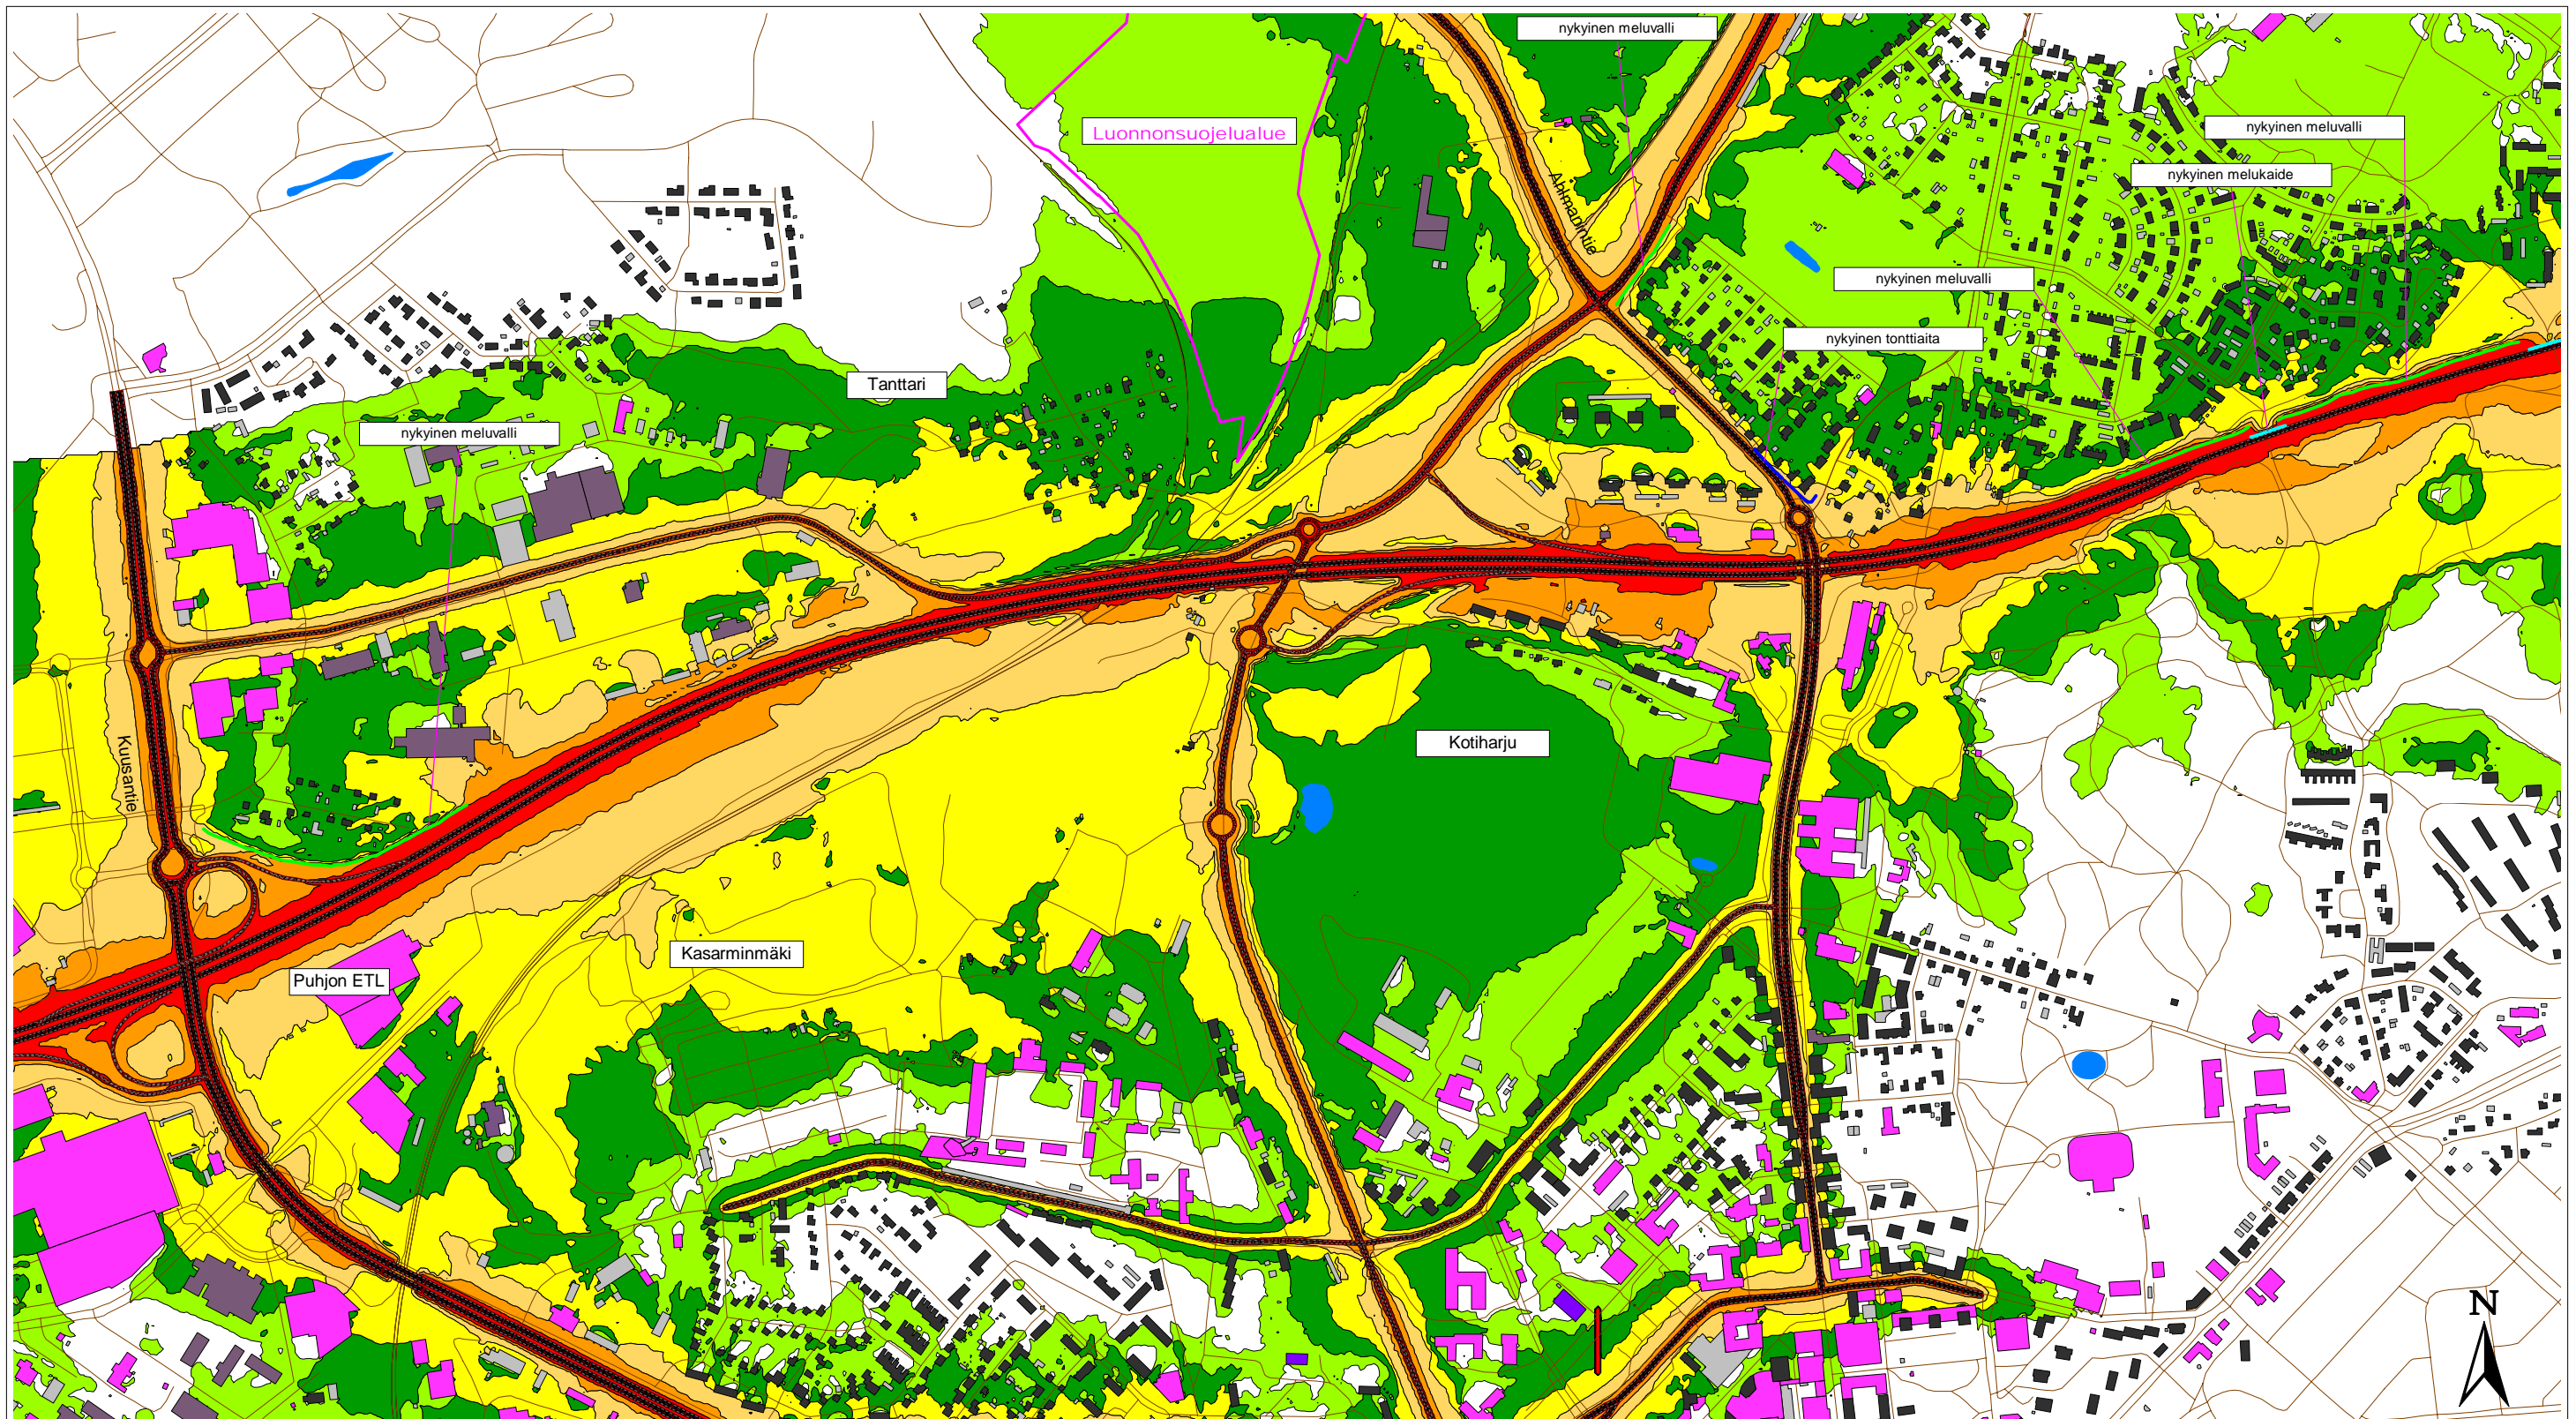 nykyinen meluvalli
Luonnonsuojelualue
nykyinen meluvalli
nykyinen melukaide
Ahlmanintie
nykyinen meluvalli
nykyinen tonttiaita
Tanttari
nykyinen meluvalli
Kotiharju
Kuusantie
Kasarminmäki
Puhjon ETL
N